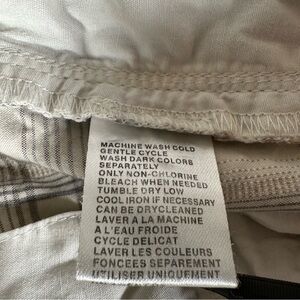 MACHINE WASH COLD
GENTLE CYCLE
WASH DARK COLORS
SEPARATELY
ONLY NON-CHLORINE
BLEACH WHEN NEEDED
TUMBLE DRY LOW
COOL IRON IF NECESSARY
CAN BE DRYCLEANED
LAVER A LA MACHINE
A L'EAU FROIDE
CYCLE DELICAT
LAVER LES COULEURS
FONCEES SEPAREMENT
UTILISER UNIQUEMENT